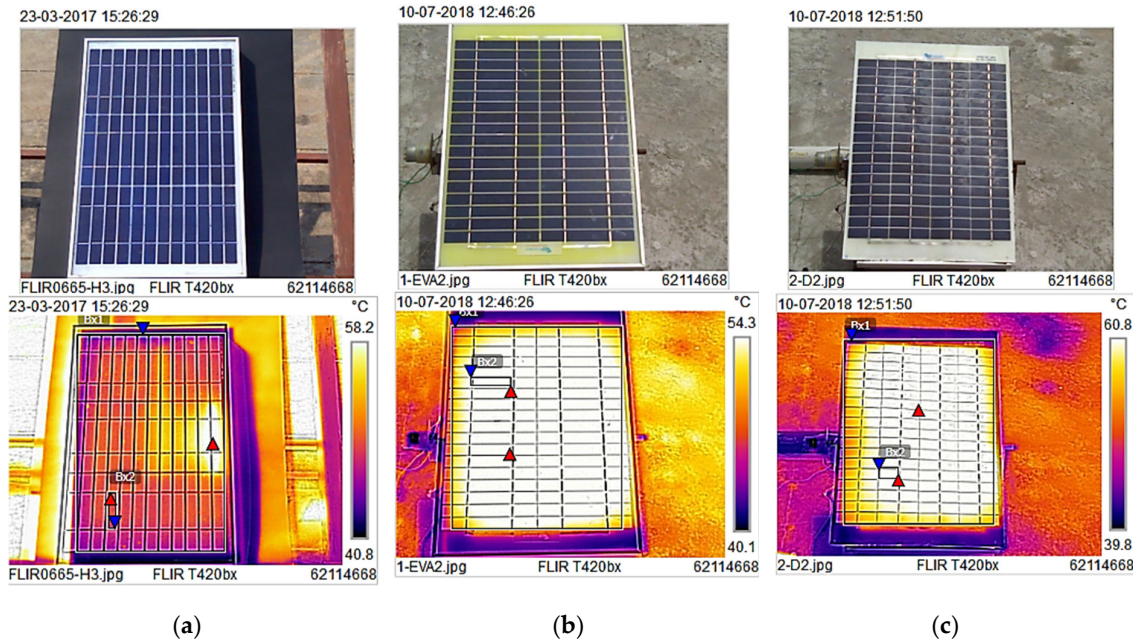 23-03-2017 15:26:29
FLIR0665-H3.jpg FLIR T420bx 62114668
23-03-2017 15:26:29 °C
Bx1
58.2
Bx2
40.8
FLIR0665-H3.jpg FLIR T420bx 62114668
(a)
10-07-2018 12:46:26
1-EVA2.jpg FLIR T420bx 62114668
10-07-2018 12:46:26 °C
Bx1
54.3
Bx2
40.1
1-EVA2.jpg FLIR T420bx 62114668
(b)
10-07-2018 12:51:50
2-D2.jpg FLIR T420bx 62114668
10-07-2018 12:51:50 °C
Bx1
60.8
Bx2
39.8
2-D2.jpg FLIR T420bx 62114668
(c)